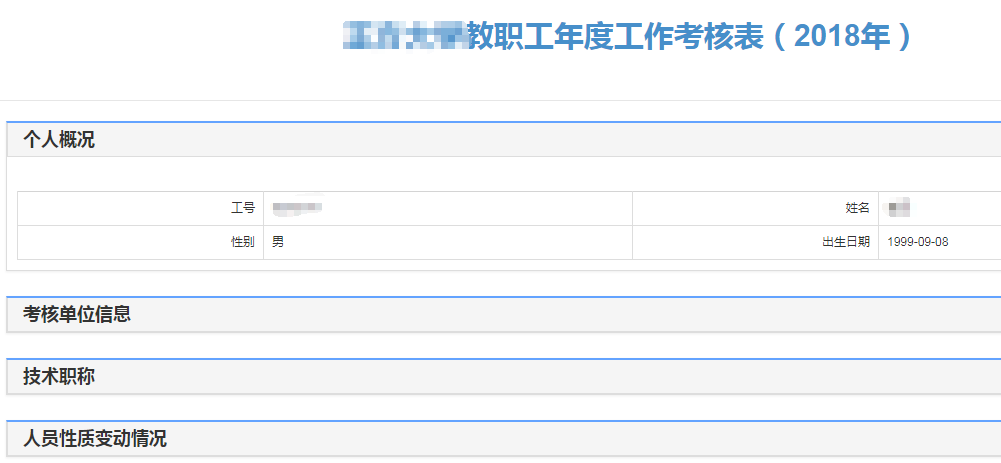 教职工年度工作考核表（2018年）
个人概况
工号 姓名
性别 男 出生日期 1999-09-08
考核单位信息
技术职称
人员性质变动情况